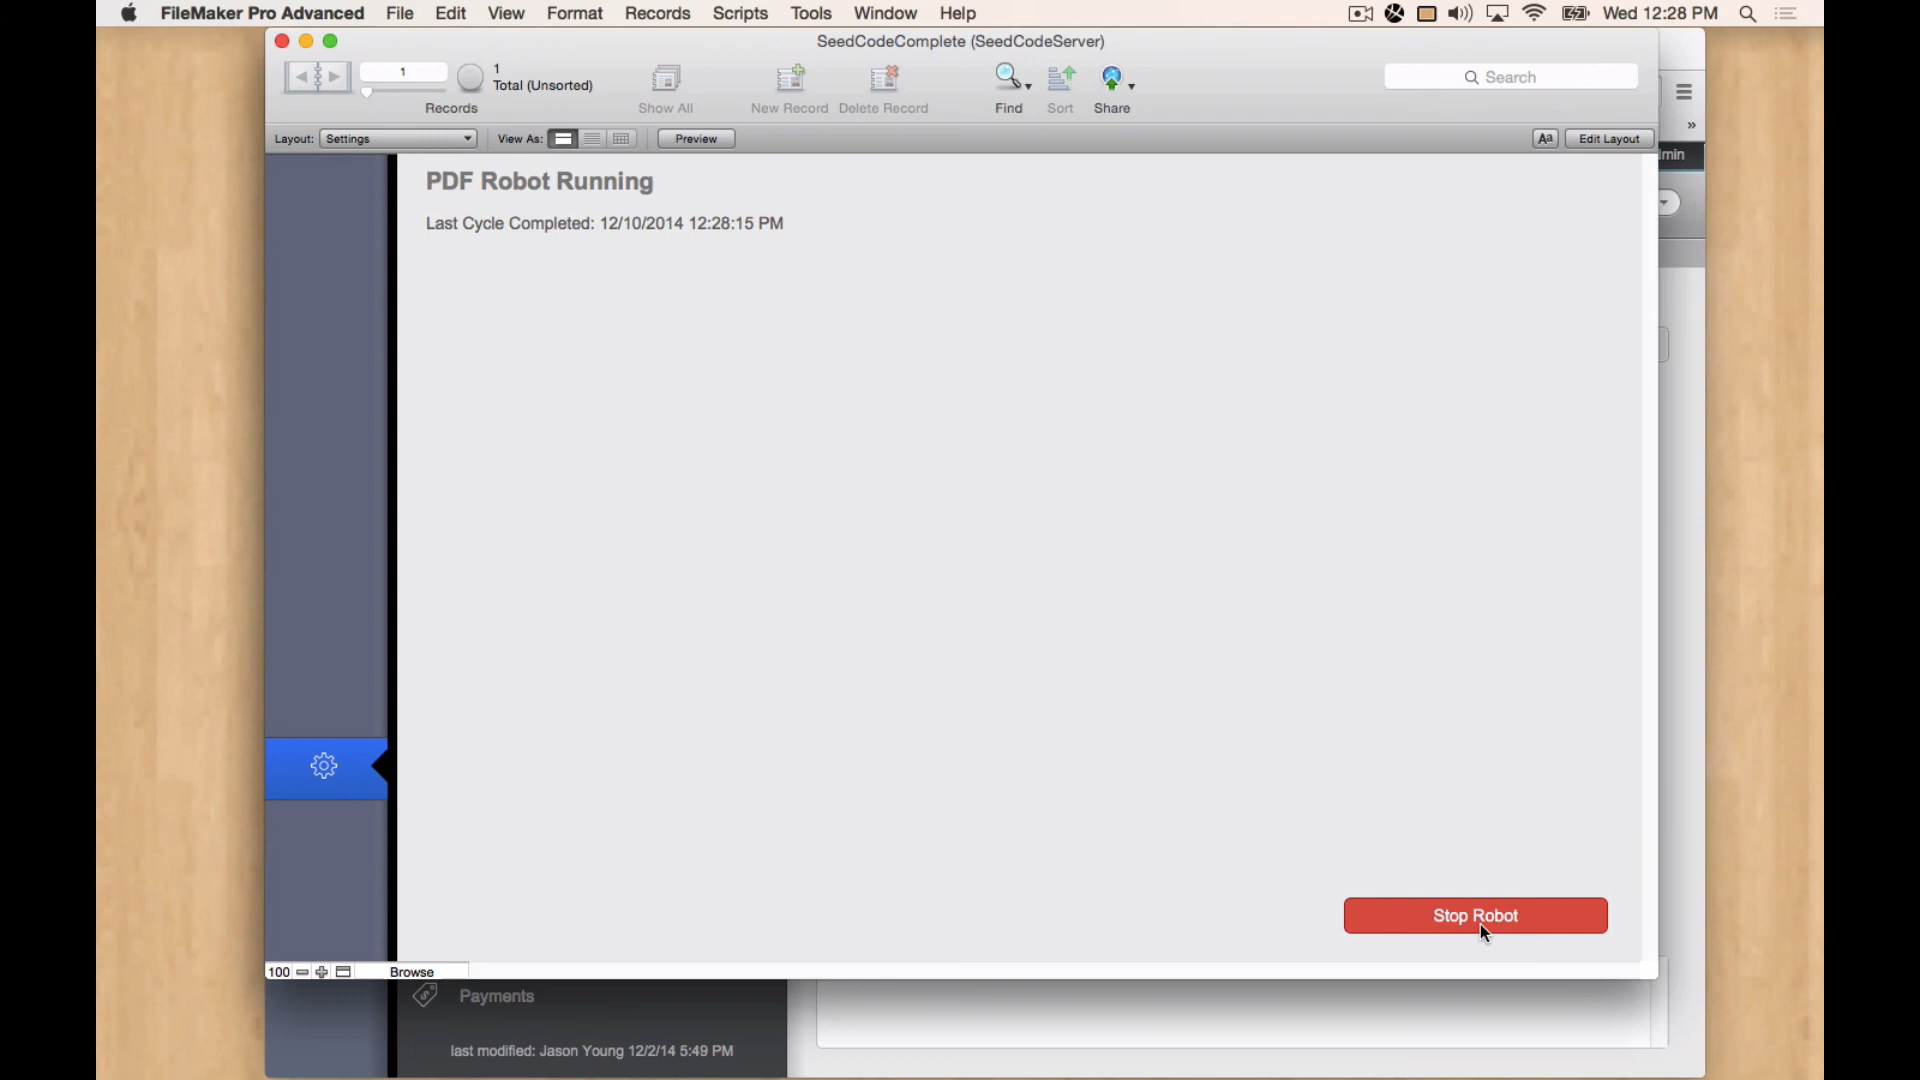 FileMaker Pro Advanced File Edit View Format Records Scripts Tools Window Help Wed 12:28 PM
SeedCodeComplete (SeedCodeServer)
1
1
Total (Unsorted)
Search
Records Show All New Record Delete Record Find Sort Share
Layout: Settings View As: Preview Aa Edit Layout
PDF Robot Running
Last Cycle Completed: 12/10/2014 12:28:15 PM
Stop Robot
100 Browse
Payments
last modified: Jason Young 12/2/14 5:49 PM